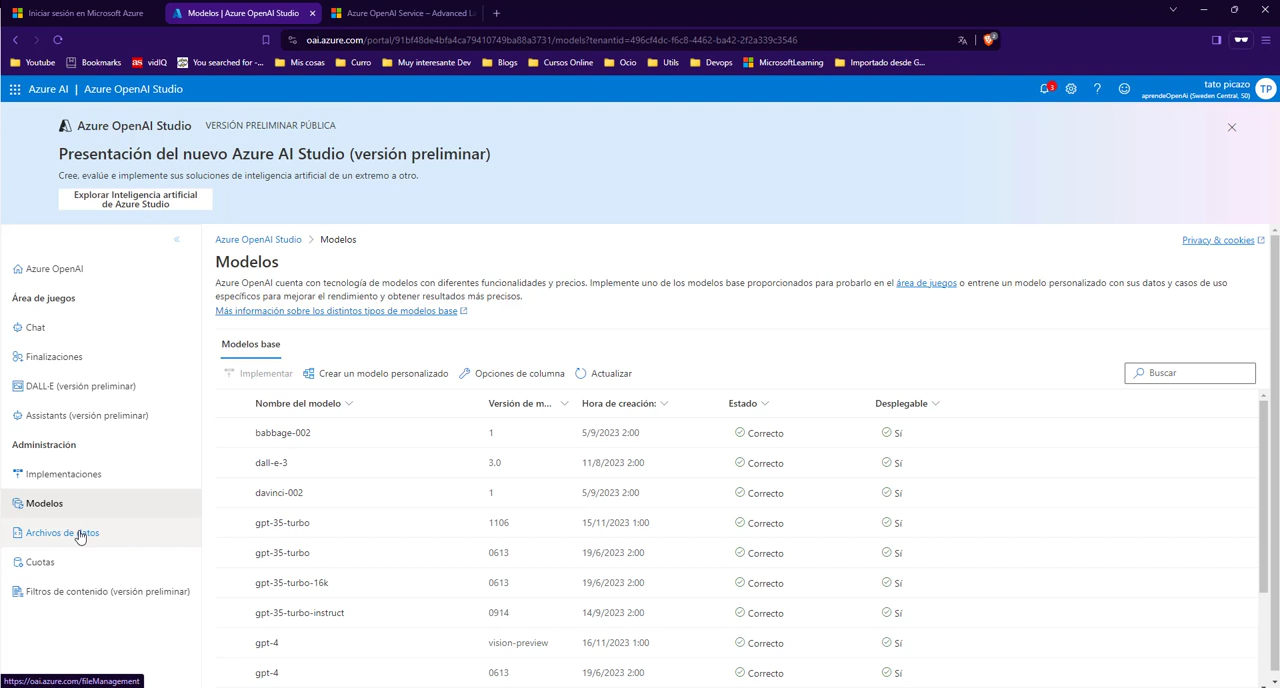 Iniciar sesión en Microsoft Azure
Modelos | Azure OpenAI Studio
Azure OpenAI Service – Advanced La
oai.azure.com/portal/91bf48de4bfa4ca79410749ba88a3731/models?tenantid=496cf4dc-f6c8-4462-ba42-2f2a339c3546
Youtube
Bookmarks
as vidIQ
You searched for -...
Mis cosas
Curro
Muy interesante Dev
Blogs
Cursos Online
Ocio
Utils
Devops
MicrosoftLearning
Importado desde G...
Azure AI | Azure OpenAI Studio
3
tato picazo
aprendeOpenAI (Sweden Central, S0)
TP
Azure OpenAI Studio VERSIÓN PRELIMINAR PÚBLICA
Presentación del nuevo Azure AI Studio (versión preliminar)
Cree, evalúe e implemente sus soluciones de inteligencia artificial de un extremo a otro.
Explorar Inteligencia artificial
de Azure Studio
Azure OpenAI
Área de juegos
Chat
Finalizaciones
DALL·E (versión preliminar)
Assistants (versión preliminar)
Administración
Implementaciones
Modelos
Archivos de datos
Cuotas
Filtros de contenido (versión preliminar)
https://oai.azure.com/fileManagement
Azure OpenAI Studio > Modelos
Privacy & cookies
Modelos
Azure OpenAI cuenta con tecnología de modelos con diferentes funcionalidades y precios. Implemente uno de los modelos base proporcionados para probarlo en el área de juegos o entrene un modelo personalizado con sus datos y casos de uso
específicos para mejorar el rendimiento y obtener resultados más precisos.
Más información sobre los distintos tipos de modelos base
Modelos base
Implementar
Crear un modelo personalizado
Opciones de columna
Actualizar
Buscar
Nombre del modelo Versión de m... Hora de creación: Estado Desplegable
babbage-002 1 5/9/2023 2:00 Correcto Sí
dall-e-3 3.0 11/8/2023 2:00 Correcto Sí
davinci-002 1 5/9/2023 2:00 Correcto Sí
gpt-35-turbo 1106 15/11/2023 1:00 Correcto Sí
gpt-35-turbo 0613 19/6/2023 2:00 Correcto Sí
gpt-35-turbo-16k 0613 19/6/2023 2:00 Correcto Sí
gpt-35-turbo-instruct 0914 14/9/2023 2:00 Correcto Sí
gpt-4 vision-preview 16/11/2023 1:00 Correcto Sí
gpt-4 0613 19/6/2023 2:00 Correcto Sí